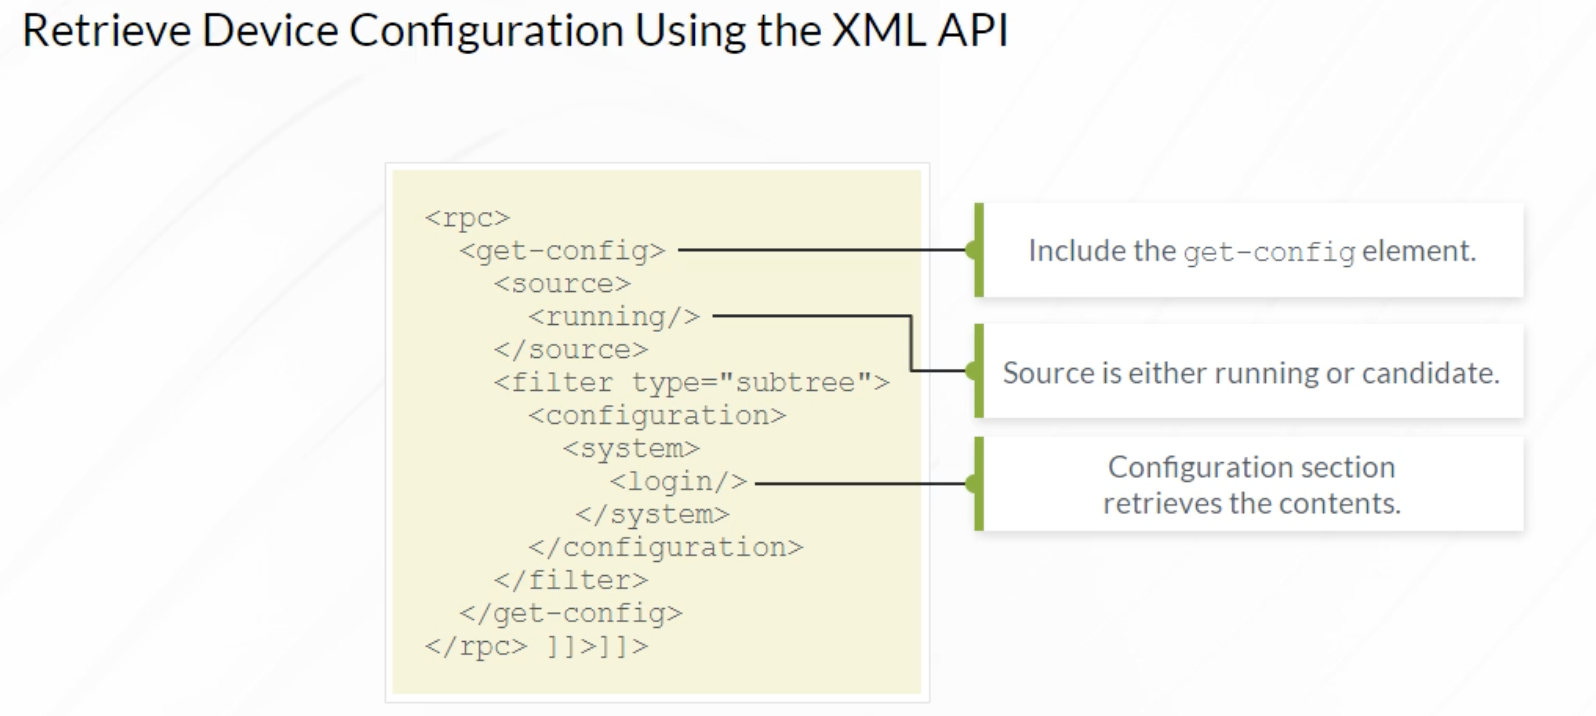 Retrieve Device Configuration Using the XML API
<rpc>
<get-config>
<source>
<running/>
</source>
<filter type="subtree">
<configuration>
<system>
<login/>
</system>
</configuration>
</filter>
</get-config>
</rpc> ]]>]]>
Include the get-config element.
Source is either running or candidate.
Configuration section
retrieves the contents.